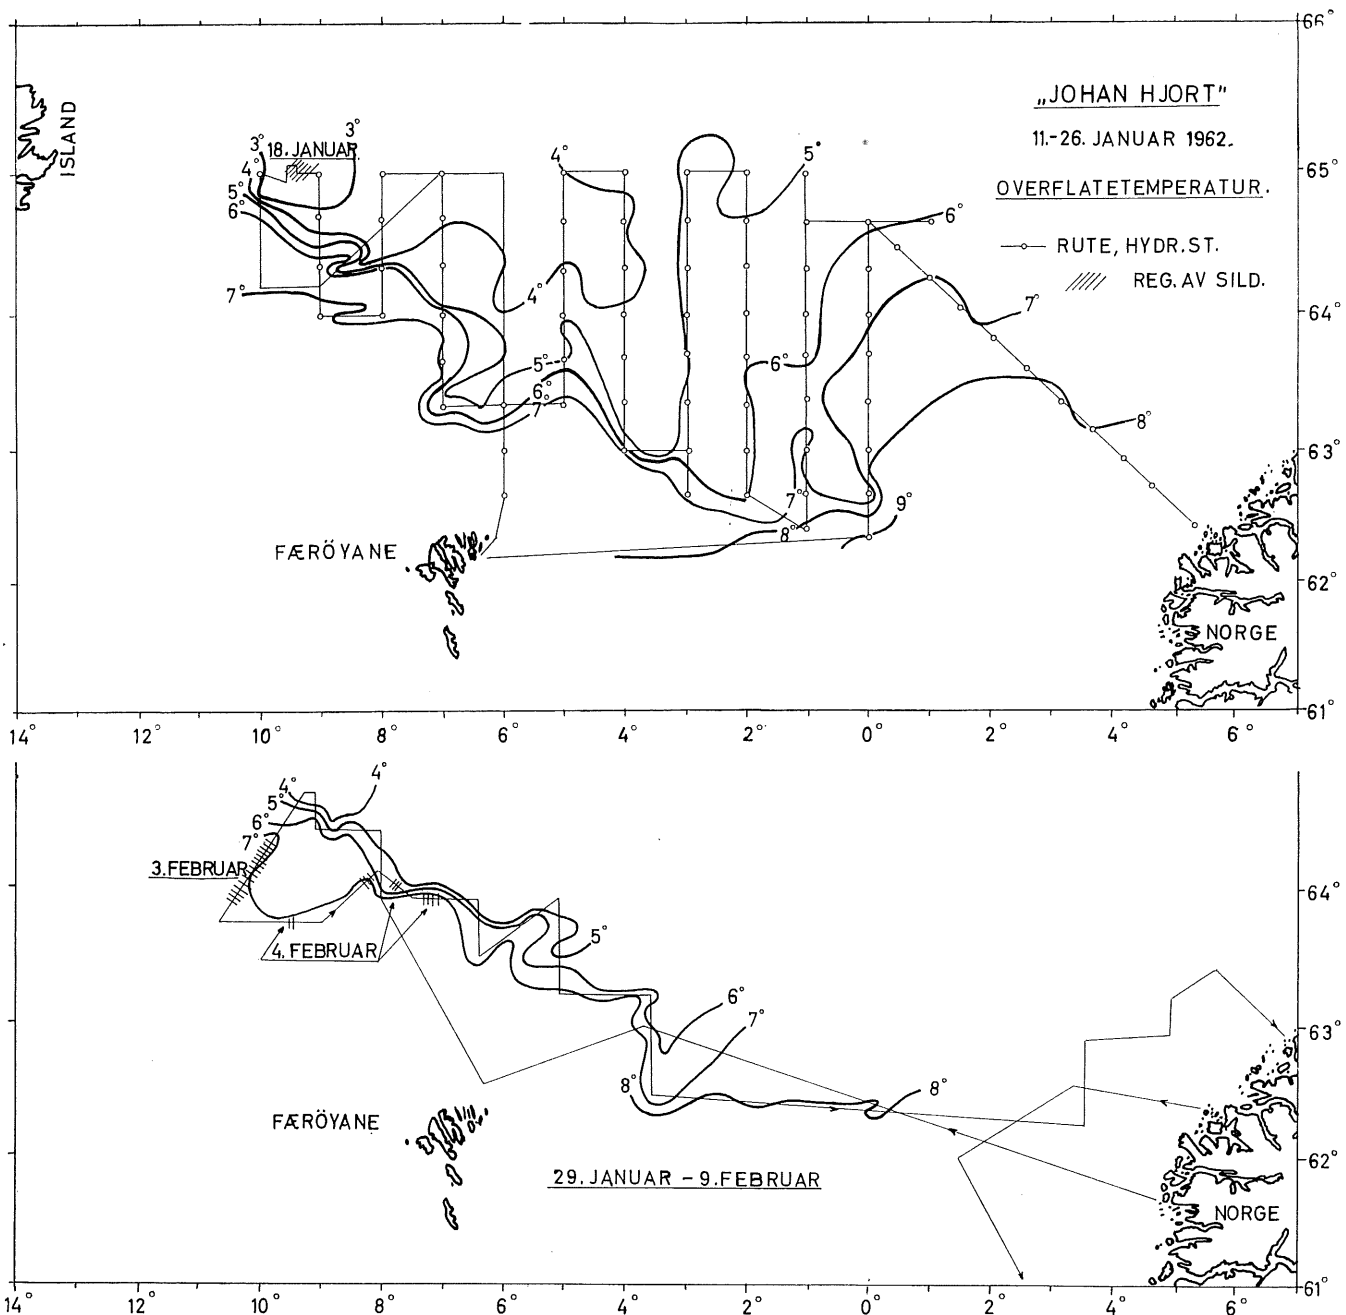 66°
„JOHAN HJORT"
11.-26. JANUAR 1962.
OVERFLATETEMPERATUR.
RUTE, HYDR. ST.
REG. AV SILD.
ISLAND
3°
18. JANUAR.
3°
4°
5°
6°
7°
4°
5°
65°
6°
4°
7°
64°
5°
6°
7°
6°
8°
63°
7°
8°
9°
FÆRÖYANE
62°
NORGE
61°
14° 12° 10° 8° 6° 4° 2° 0° 2° 4° 6°
4°
4°
5°
6°
7°
3. FEBRUAR
64°
4. FEBRUAR
5°
6°
7°
63°
8°
8°
FÆRÖYANE
62°
29. JANUAR – 9. FEBRUAR
NORGE
61°
14° 12° 10° 8° 6° 4° 2° 0° 2° 4° 6°